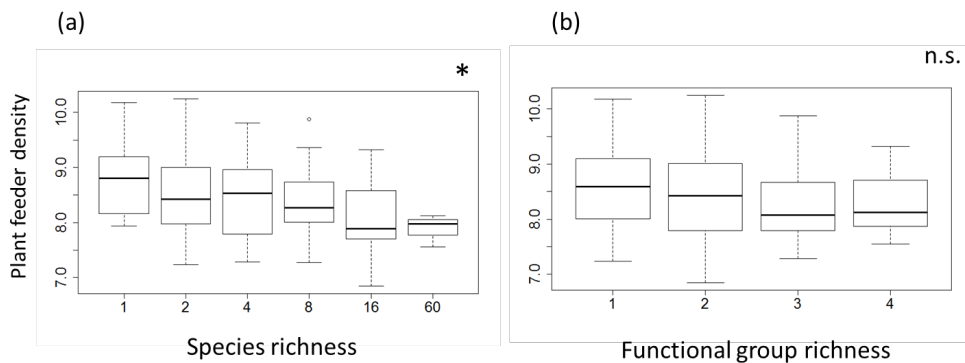 (a)
*
Plant feeder density
10.0
9.0
8.0
7.0
1 2 4 8 16 60
Species richness
(b)
n.s.
10.0
9.0
8.0
7.0
1 2 3 4
Functional group richness